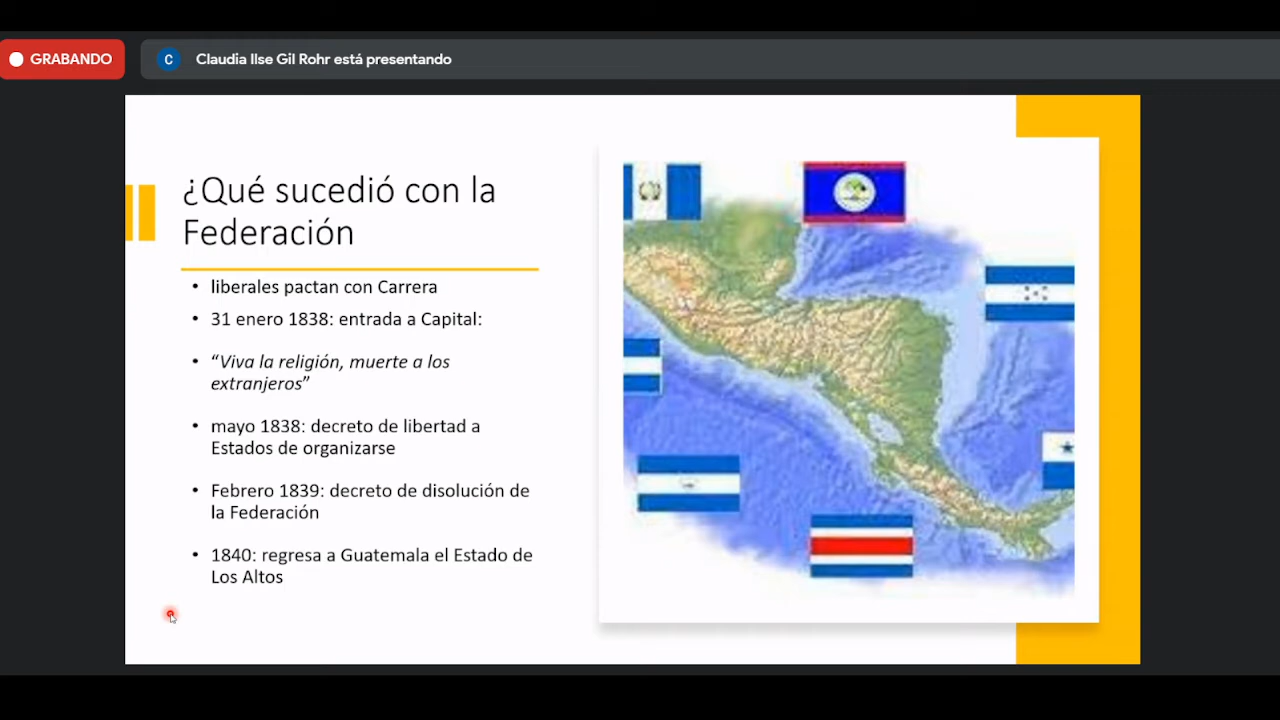 GRABANDO
C Claudia Ilse Gil Rohr está presentando
¿Qué sucedió con la
Federación
• liberales pactan con Carrera
• 31 enero 1838: entrada a Capital:
• “Viva la religión, muerte a los
extranjeros”
• mayo 1838: decreto de libertad a
Estados de organizarse
• Febrero 1839: decreto de disolución de
la Federación
• 1840: regresa a Guatemala el Estado de
Los Altos